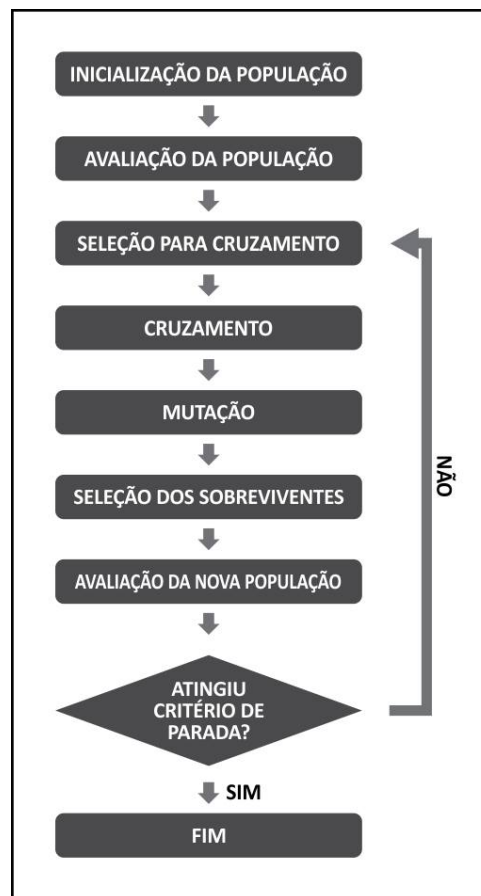 INICIALIZAÇÃO DA POPULAÇÃO
AVALIAÇÃO DA POPULAÇÃO
SELEÇÃO PARA CRUZAMENTO
CRUZAMENTO
MUTAÇÃO
SELEÇÃO DOS SOBREVIVENTES
AVALIAÇÃO DA NOVA POPULAÇÃO
ATINGIU
CRITÉRIO DE
PARADA?
NÃO
SIM
FIM